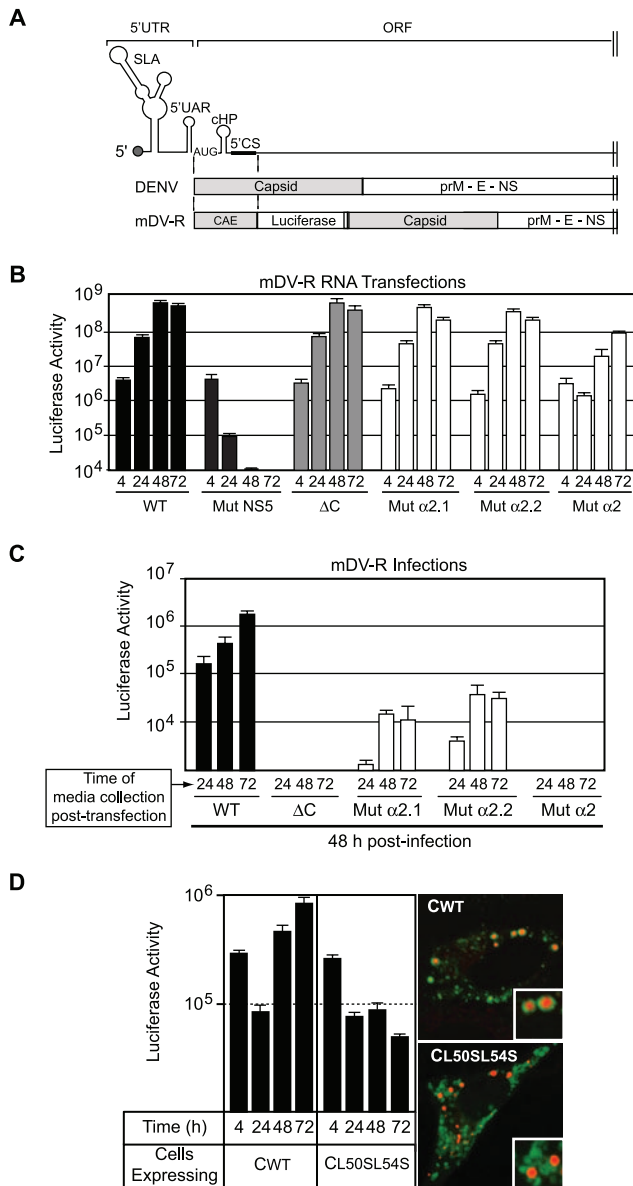 A
5'UTR ORF
SLA
5'UAR
cHP
5'CS
5' AUG
DENV Capsid prM - E - NS
mDV-R CAE Luciferase Capsid prM - E - NS
B
mDV-R RNA Transfections
Luciferase Activity
10^9
10^8
10^7
10^6
10^5
10^4
4 24 48 72 4 24 48 72 4 24 48 72 4 24 48 72 4 24 48 72 4 24 48 72
WT Mut NS5 ΔC Mut α2.1 Mut α2.2 Mut α2
C
mDV-R Infections
Luciferase Activity
10^7
10^6
10^5
10^4
Time of
media collection
post-transfection
24 48 72 24 48 72 24 48 72 24 48 72 24 48 72
WT ΔC Mut α2.1 Mut α2.2 Mut α2
48 h post-infection
D
Luciferase Activity
10^6
10^5
Time (h) 4 24 48 72 4 24 48 72
Cells
Expressing CWT CL50SL54S
CWT
CL50SL54S